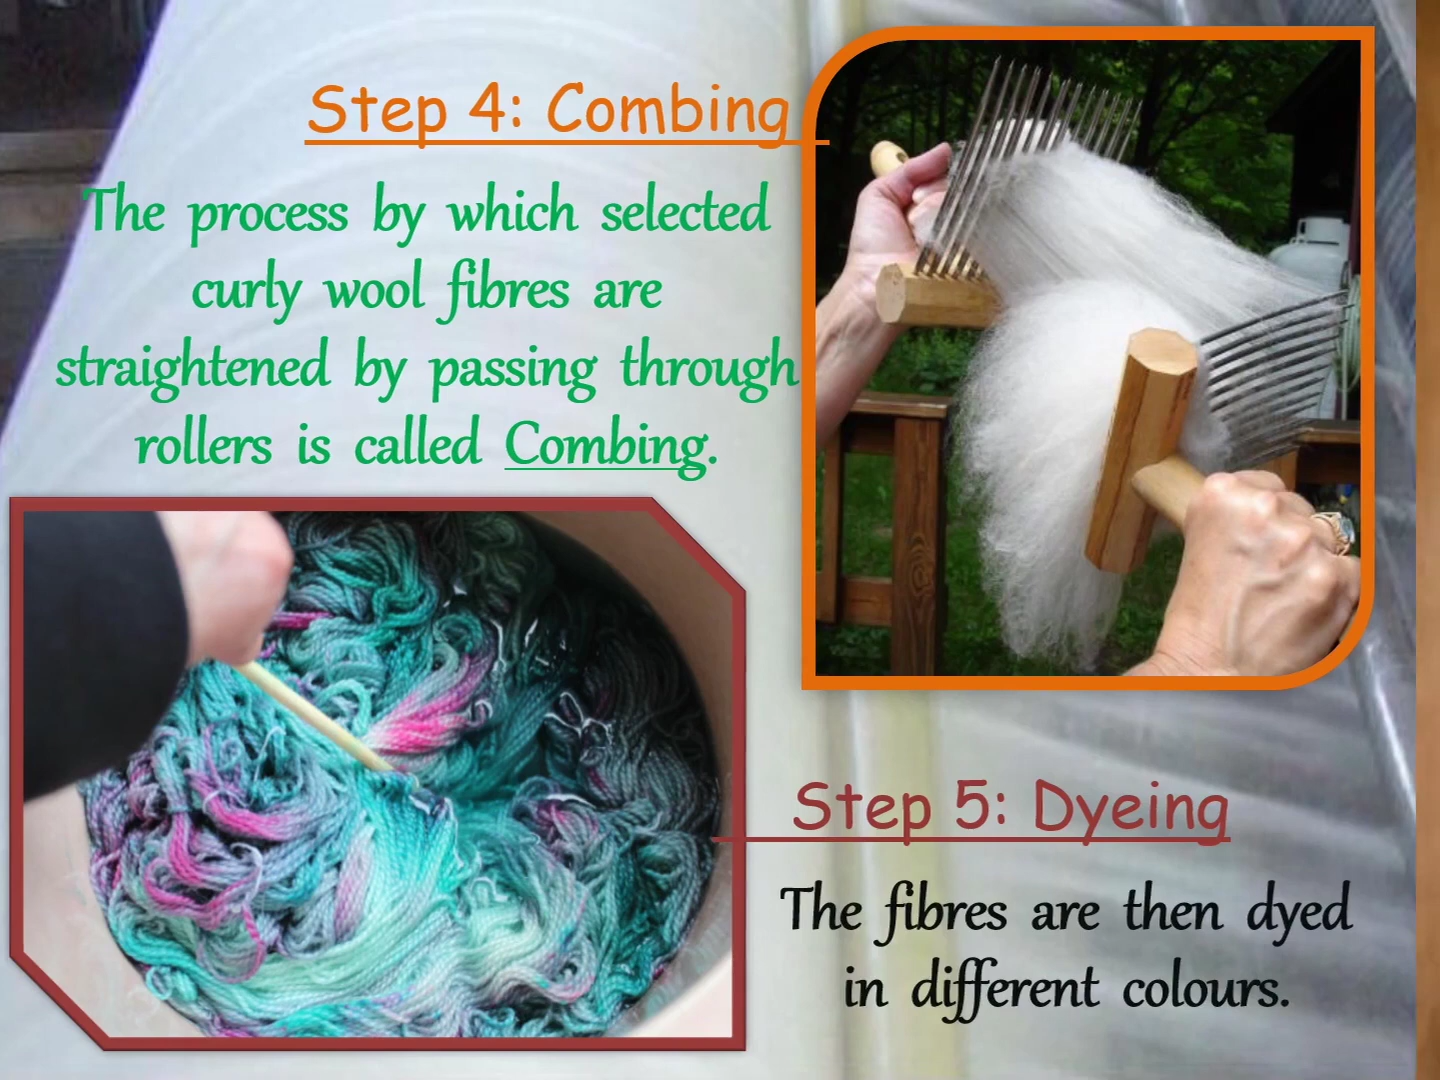 Step 4: Combing
The process by which selected
curly wool fibres are
straightened by passing through
rollers is called Combing.
Step 5: Dyeing
The fibres are then dyed
in different colours.